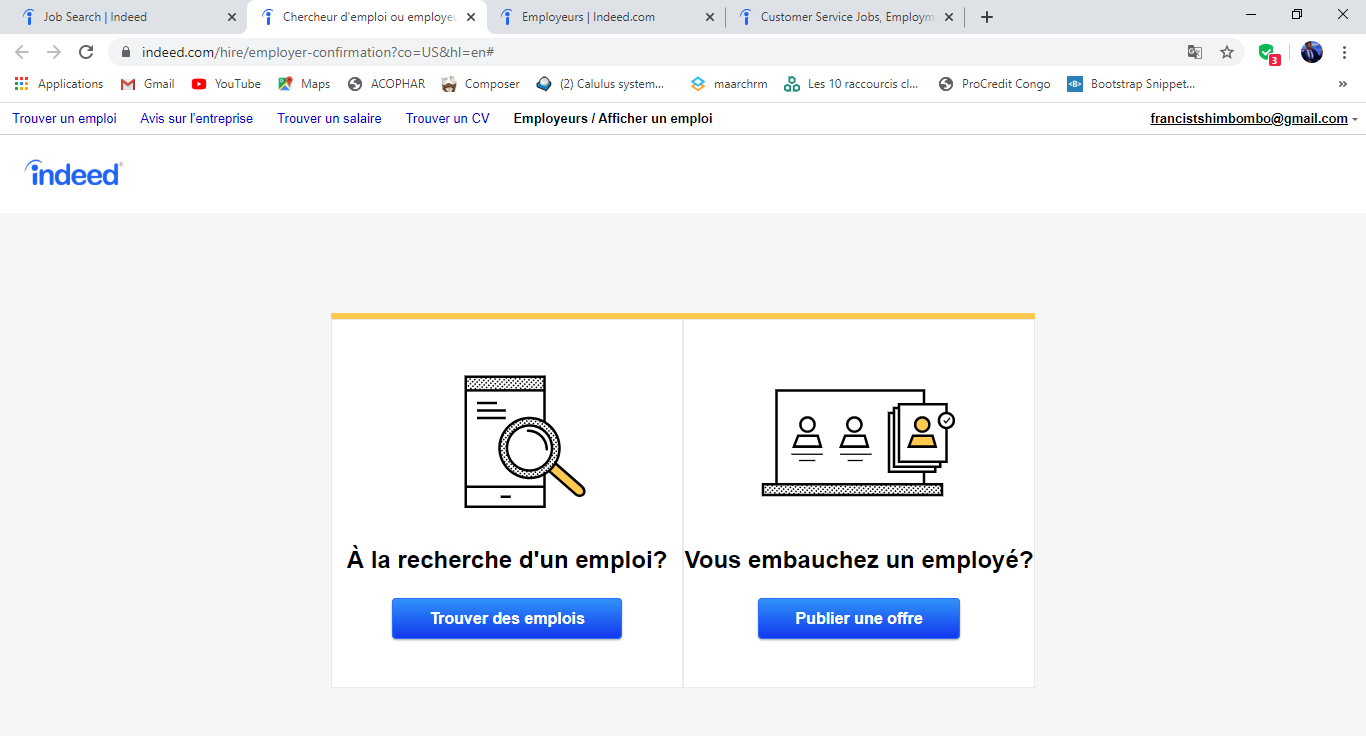 Job Search | Indeed
Chercheur d'emploi ou employeu
Employeurs | Indeed.com
Customer Service Jobs, Employm
indeed.com/hire/employer-confirmation?co=US&hl=en#
3
Applications
Gmail
YouTube
Maps
ACOPHAR
Composer
(2) Calulus system...
maarchrm
Les 10 raccourcis cl...
ProCredit Congo
Bootstrap Snippet...
»
Trouver un emploi
Avis sur l'entreprise
Trouver un salaire
Trouver un CV
Employeurs / Afficher un emploi
francistshimbombo@gmail.com
indeed
À la recherche d'un emploi?
Vous embauchez un employé?
Trouver des emplois
Publier une offre